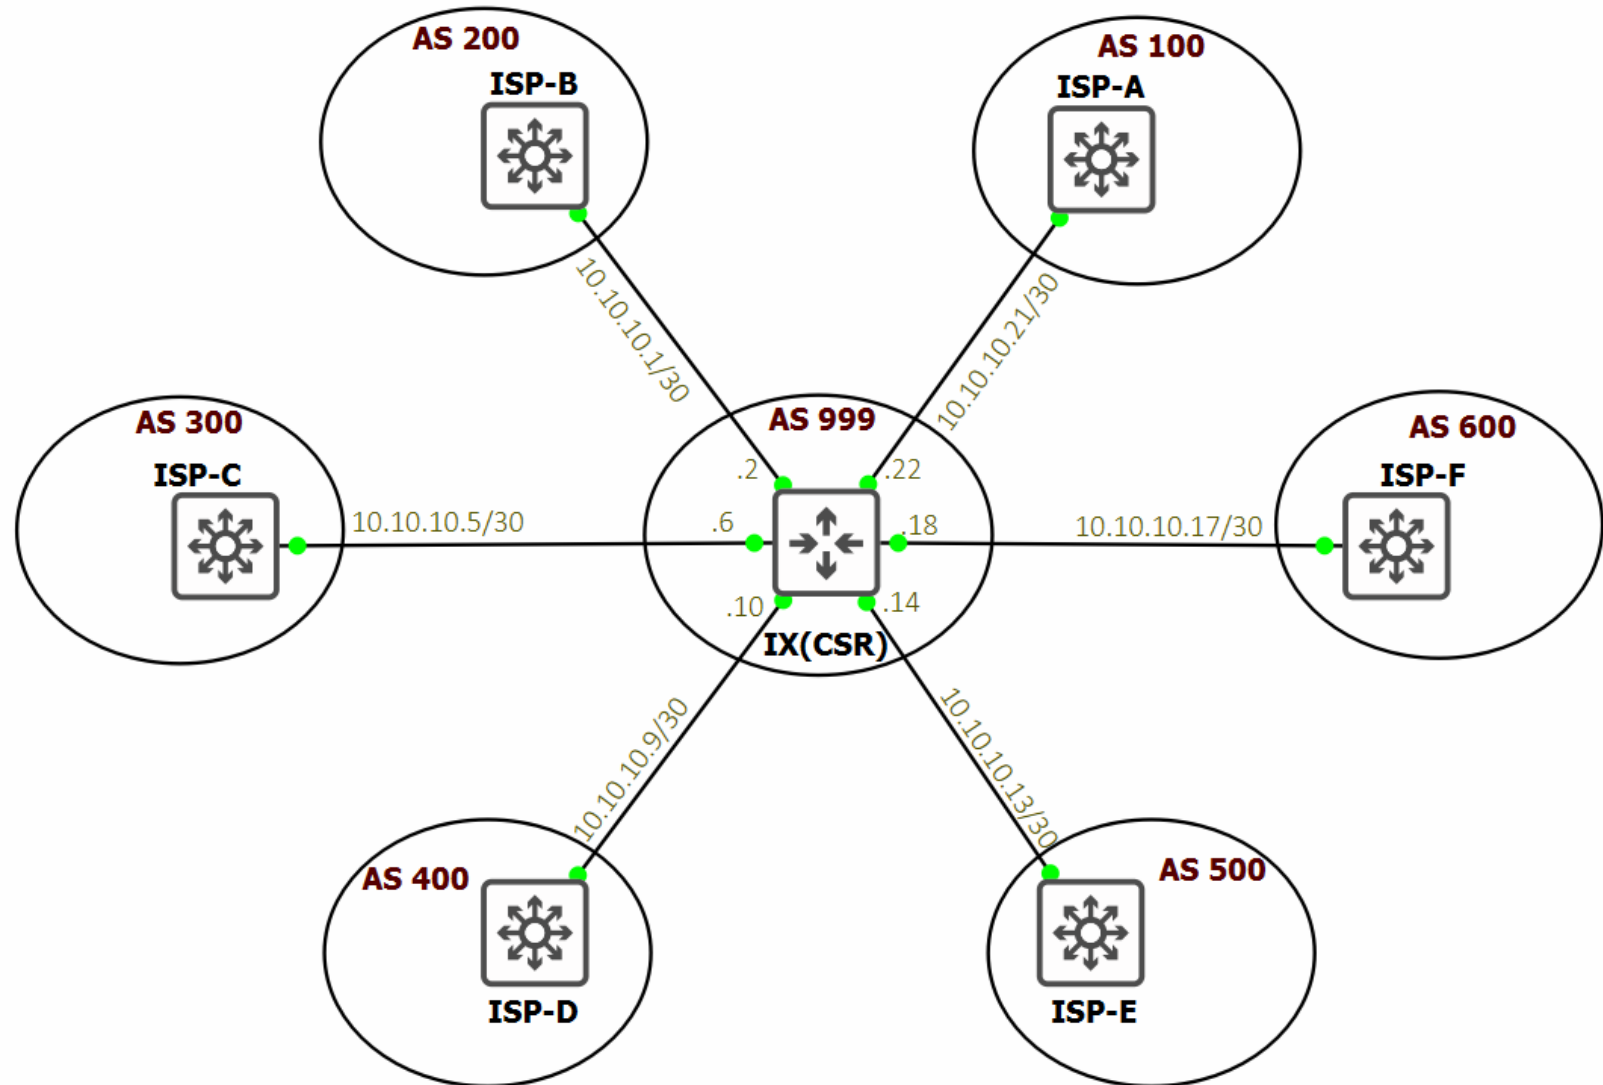 AS 200
ISP-B
AS 100
ISP-A
10.10.10.1/30
10.10.10.21/30
AS 300
ISP-C
10.10.10.5/30
AS 999
.2
.22
.6
.18
.10
.14
IX(CSR)
10.10.10.17/30
AS 600
ISP-F
10.10.10.9/30
10.10.10.13/30
AS 400
ISP-D
AS 500
ISP-E